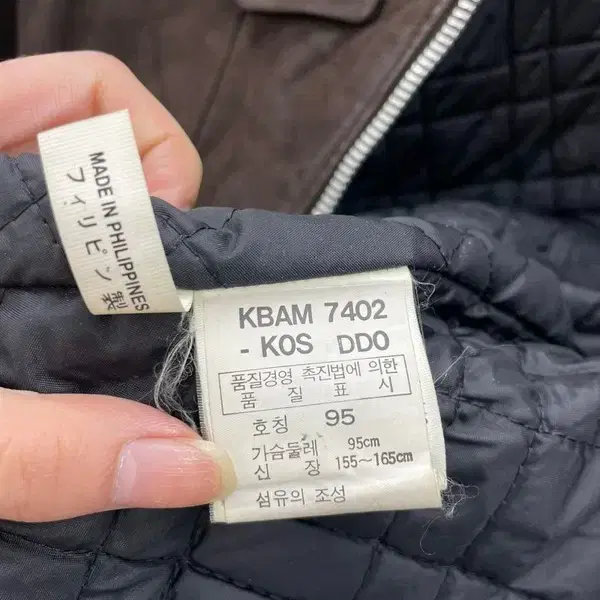 MADE IN PHILIPPINES
フィリピン製
KBAM 7402
- KOS DDO
품질경영 촉진법에 의한
품 질 표 시
호칭 95
가슴둘레 95cm
신 장 155~165cm
섬유의 조성